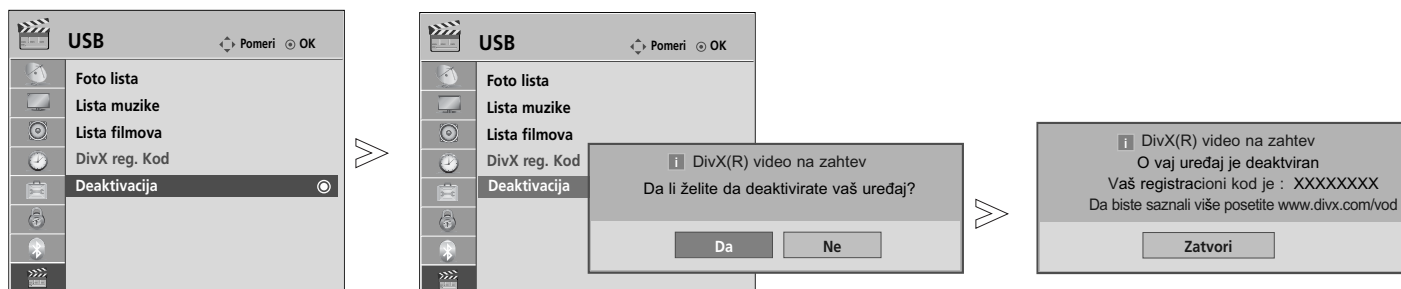 USB Pomeri OK
Foto lista
Lista muzike
Lista filmova
DivX reg. Kod
Deaktivacija
USB Pomeri OK
Foto lista
Lista muzike
Lista filmova
DivX reg. Kod
Deaktivacija
i DivX(R) video na zahtev
Da li želite da deaktivirate vaš uređaj?
Da Ne
i DivX(R) video na zahtev
O vaj uređaj je deaktviran
Vaš registracioni kod je : XXXXXXXX
Da biste saznali više posetite www.divx.com/vod
Zatvori